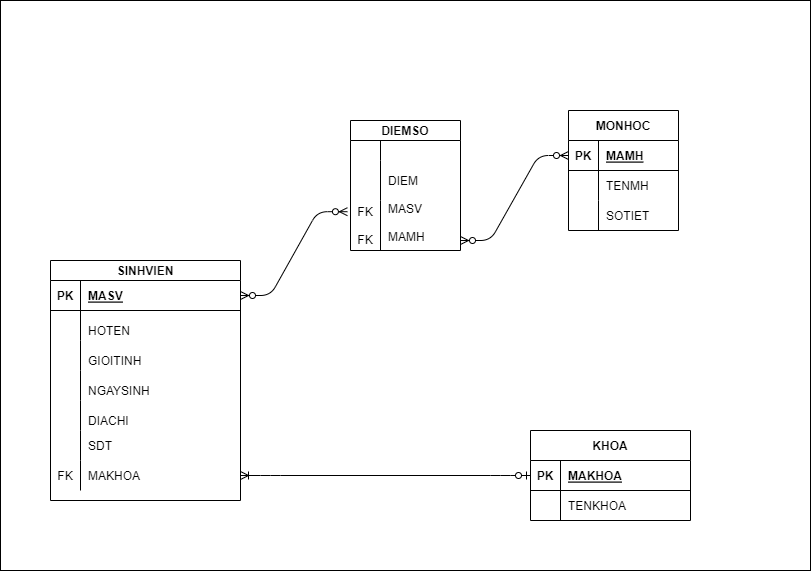 DIEMSO
DIEM
FK MASV
FK MAMH
MONHOC
PK MAMH
TENMH
SOTIET
SINHVIEN
PK MASV
HOTEN
GIOITINH
NGAYSINH
DIACHI
SDT
FK MAKHOA
KHOA
PK MAKHOA
TENKHOA